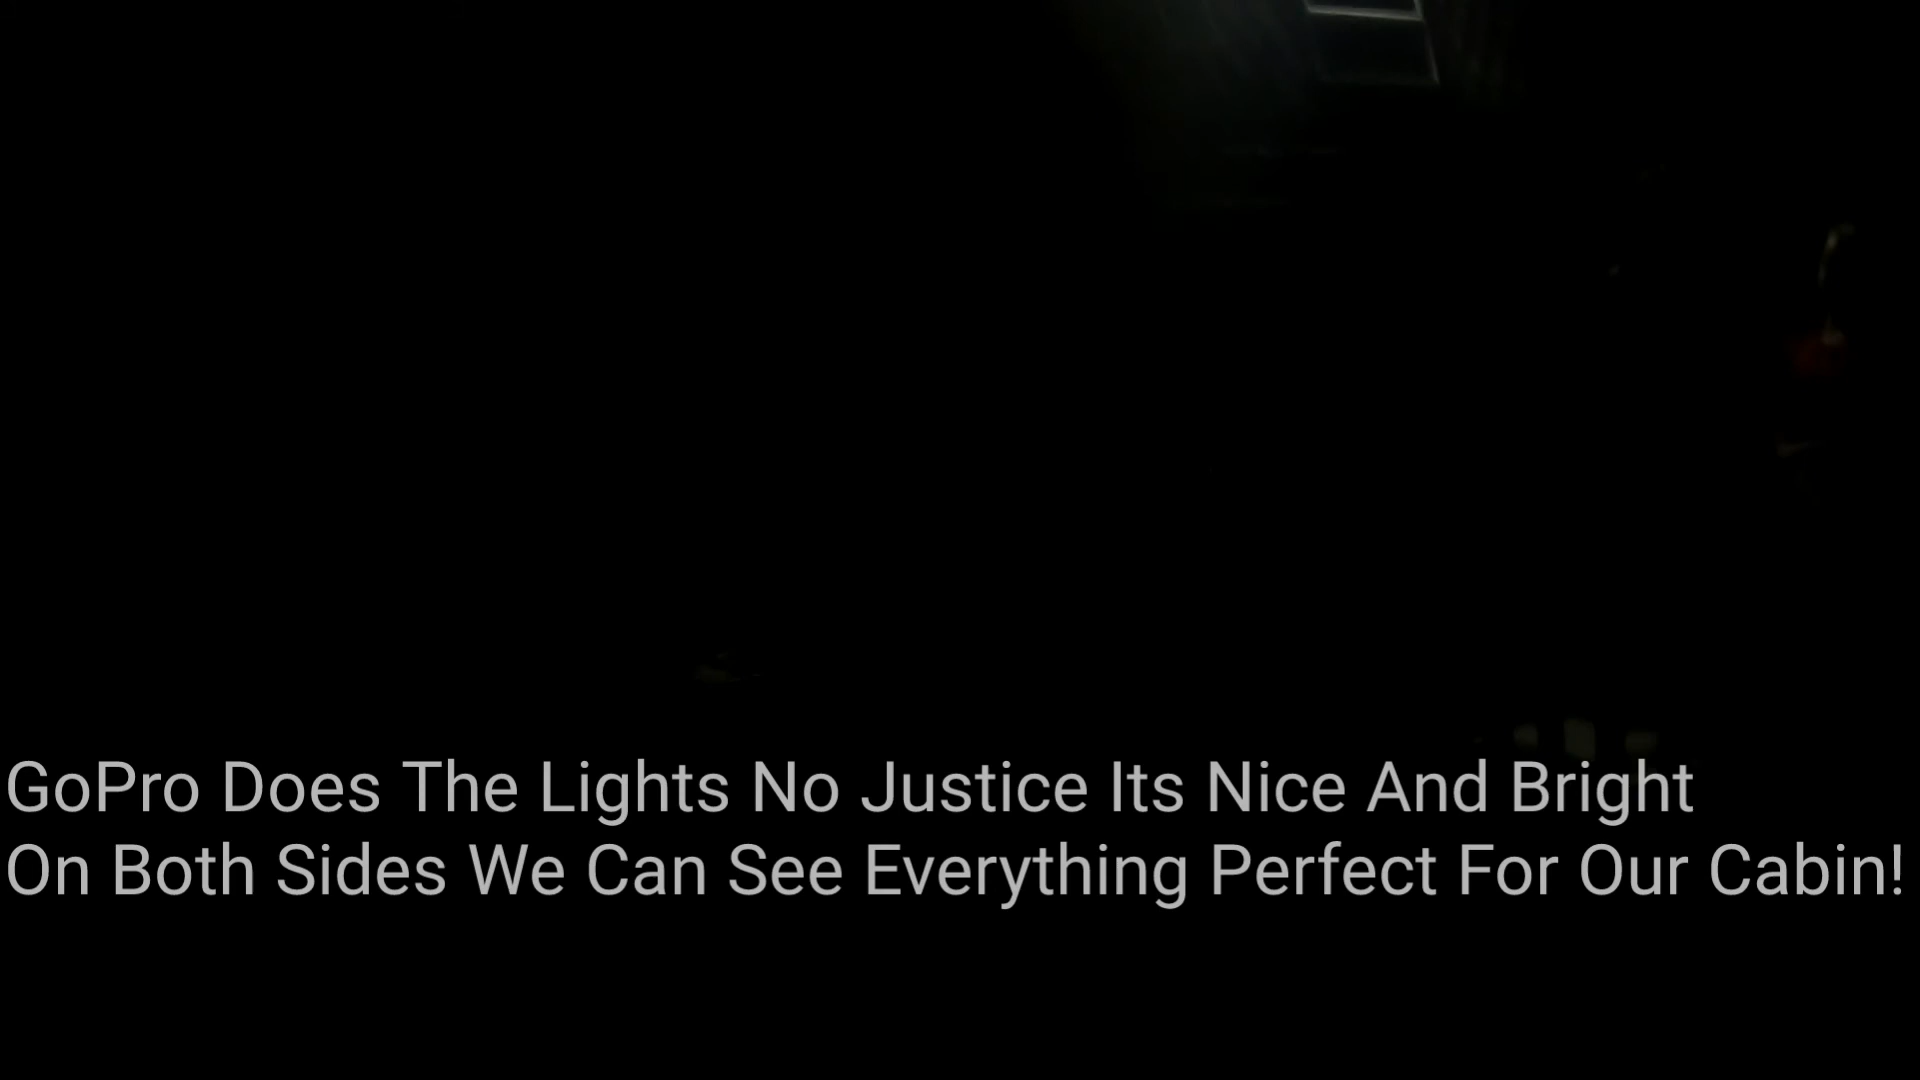 GoPro Does The Lights No Justice Its Nice And Bright
On Both Sides We Can See Everything Perfect For Our Cabin!